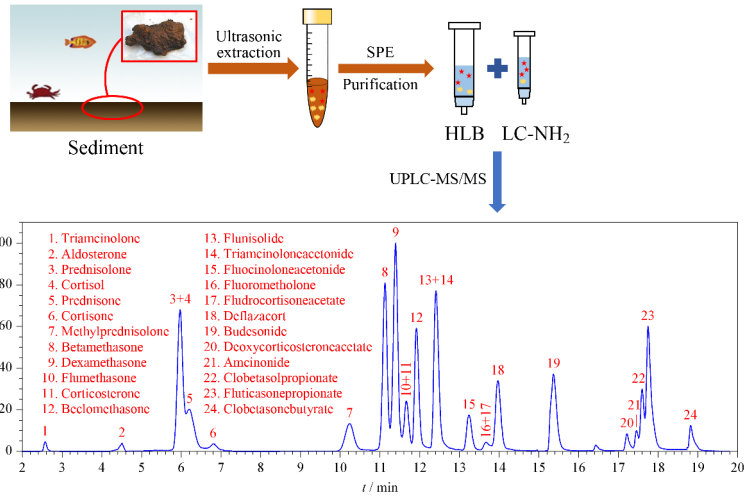 Ultrasonic
extraction
SPE
Purification
Sediment
HLB
LC-NH2
UPLC-MS/MS
1. Triamcinolone
2. Aldosterone
3. Prednisolone
4. Cortisol
5. Prednisone
6. Cortisone
7. Methylprednisolone
8. Betamethasone
9. Dexamethasone
10. Flumethasone
11. Corticosterone
12. Beclomethasone
13. Flunisolide
14. Triamcinoloneacetonide
15. Fluocinoloneacetonide
16. Fluorometholone
17. Fludrocortisoneacetate
18. Deflazacort
19. Budesonide
20. Deoxycorticosteroneacetate
21. Amcinonide
22. Clobetasolpropionate
23. Fluticasonepropionate
24. Clobetasonebutyrate
1
2
3+4
5
6
7
8
9
10+11
12
13+14
15
16+17
18
19
20
21
22
23
24
00
80
60
40
20
0
2 3 4 5 6 7 8 9 10 11 12 13 14 15 16 17 18 19 20
t / min